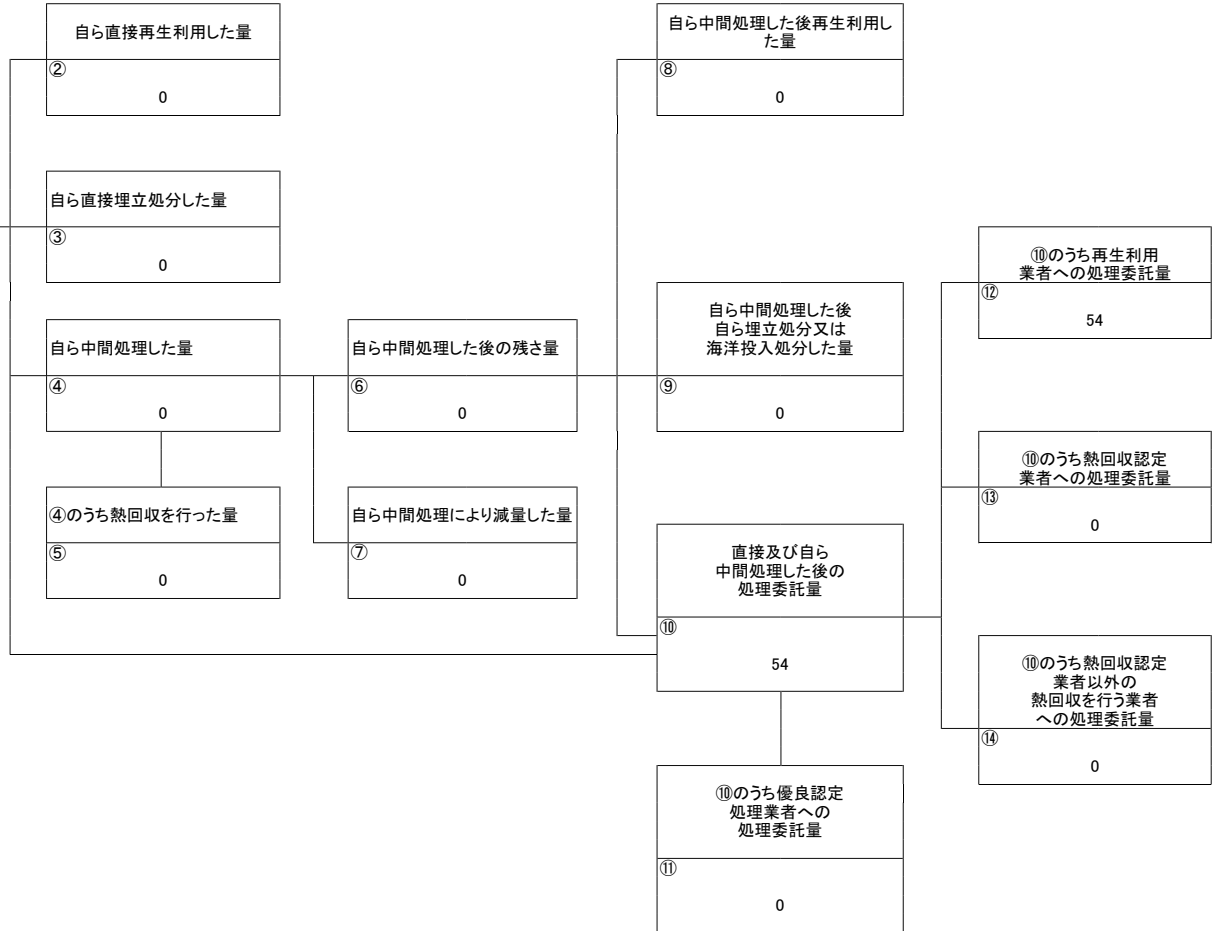 自ら直接再生利用した量
②
0
自ら直接埋立処分した量
③
0
自ら中間処理した量
④
0
④のうち熱回収を行った量
⑤
0
自ら中間処理した後の残さ量
⑥
0
自ら中間処理により減量した量
⑦
0
自ら中間処理した後再生利用し
た量
⑧
0
自ら中間処理した後
自ら埋立処分又は
海洋投入処分した量
⑨
0
直接及び自ら
中間処理した後の
処理委託量
⑩
54
⑩のうち優良認定
処理業者への
処理委託量
⑪
0
⑩のうち再生利用
業者への処理委託量
⑫
54
⑩のうち熱回収認定
業者への処理委託量
⑬
0
⑩のうち熱回収認定
業者以外の
熱回収を行う業者
への処理委託量
⑭
0